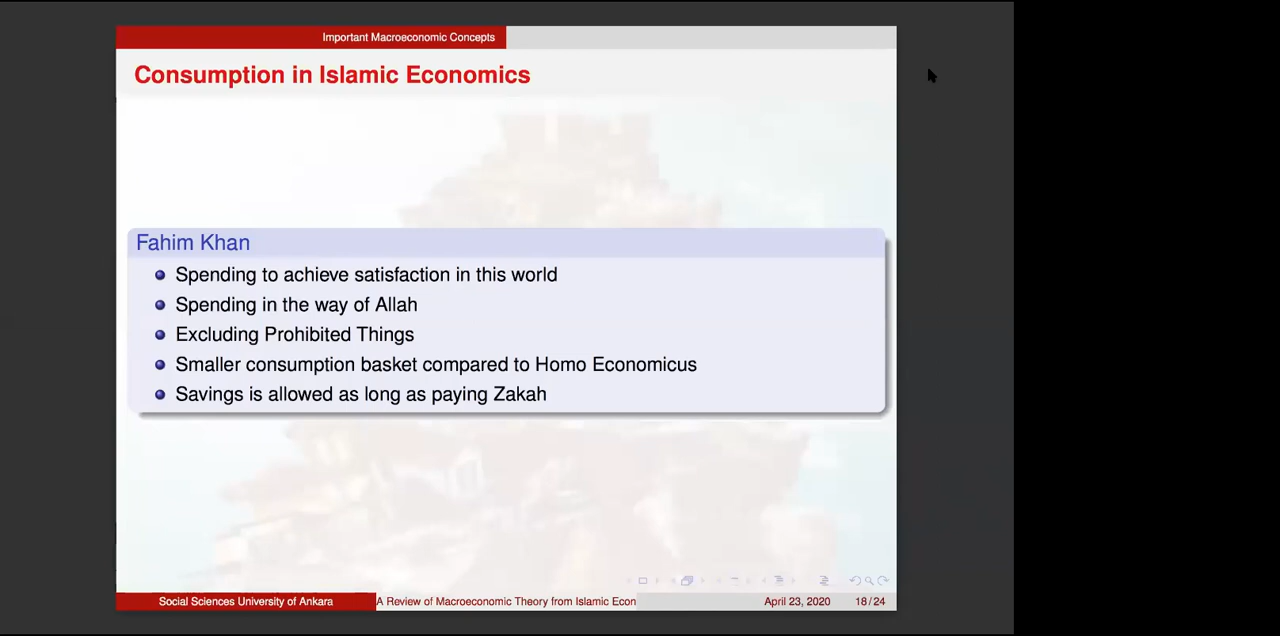 Important Macroeconomic Concepts
Consumption in Islamic Economics
Fahim Khan
Spending to achieve satisfaction in this world
Spending in the way of Allah
Excluding Prohibited Things
Smaller consumption basket compared to Homo Economicus
Savings is allowed as long as paying Zakah
Social Sciences University of Ankara
A Review of Macroeconomic Theory from Islamic Econ
April 23, 2020
18/24